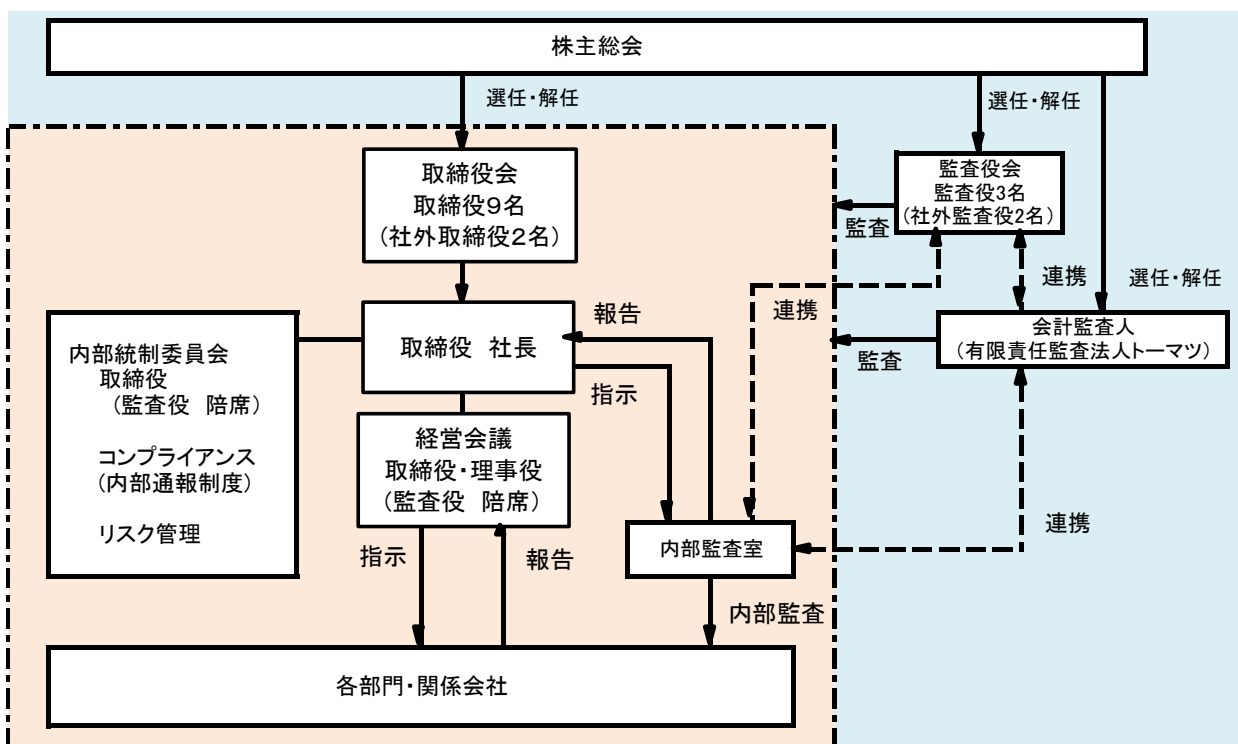 株主総会
選任・解任
選任・解任
取締役会
取締役9名
(社外取締役2名)
監査役会
監査役3名
(社外監査役2名)
監査
連携
連携
選任・解任
報告
取締役 社長
会計監査人
(有限責任監査法人トーマツ)
監査
指示
内部統制委員会
取締役
(監査役 陪席)
コンプライアンス
(内部通報制度)
リスク管理
経営会議
取締役・理事役
(監査役 陪席)
指示
報告
内部監査室
連携
内部監査
各部門・関係会社